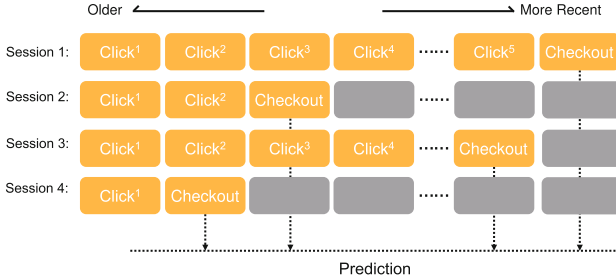 Older More Recent
Session 1: Click¹ Click² Click³ Click⁴ ...... Click⁵ Checkout
Session 2: Click¹ Click² Checkout ......
Session 3: Click¹ Click² Click³ Click⁴ ...... Checkout
Session 4: Click¹ Checkout ......
Prediction